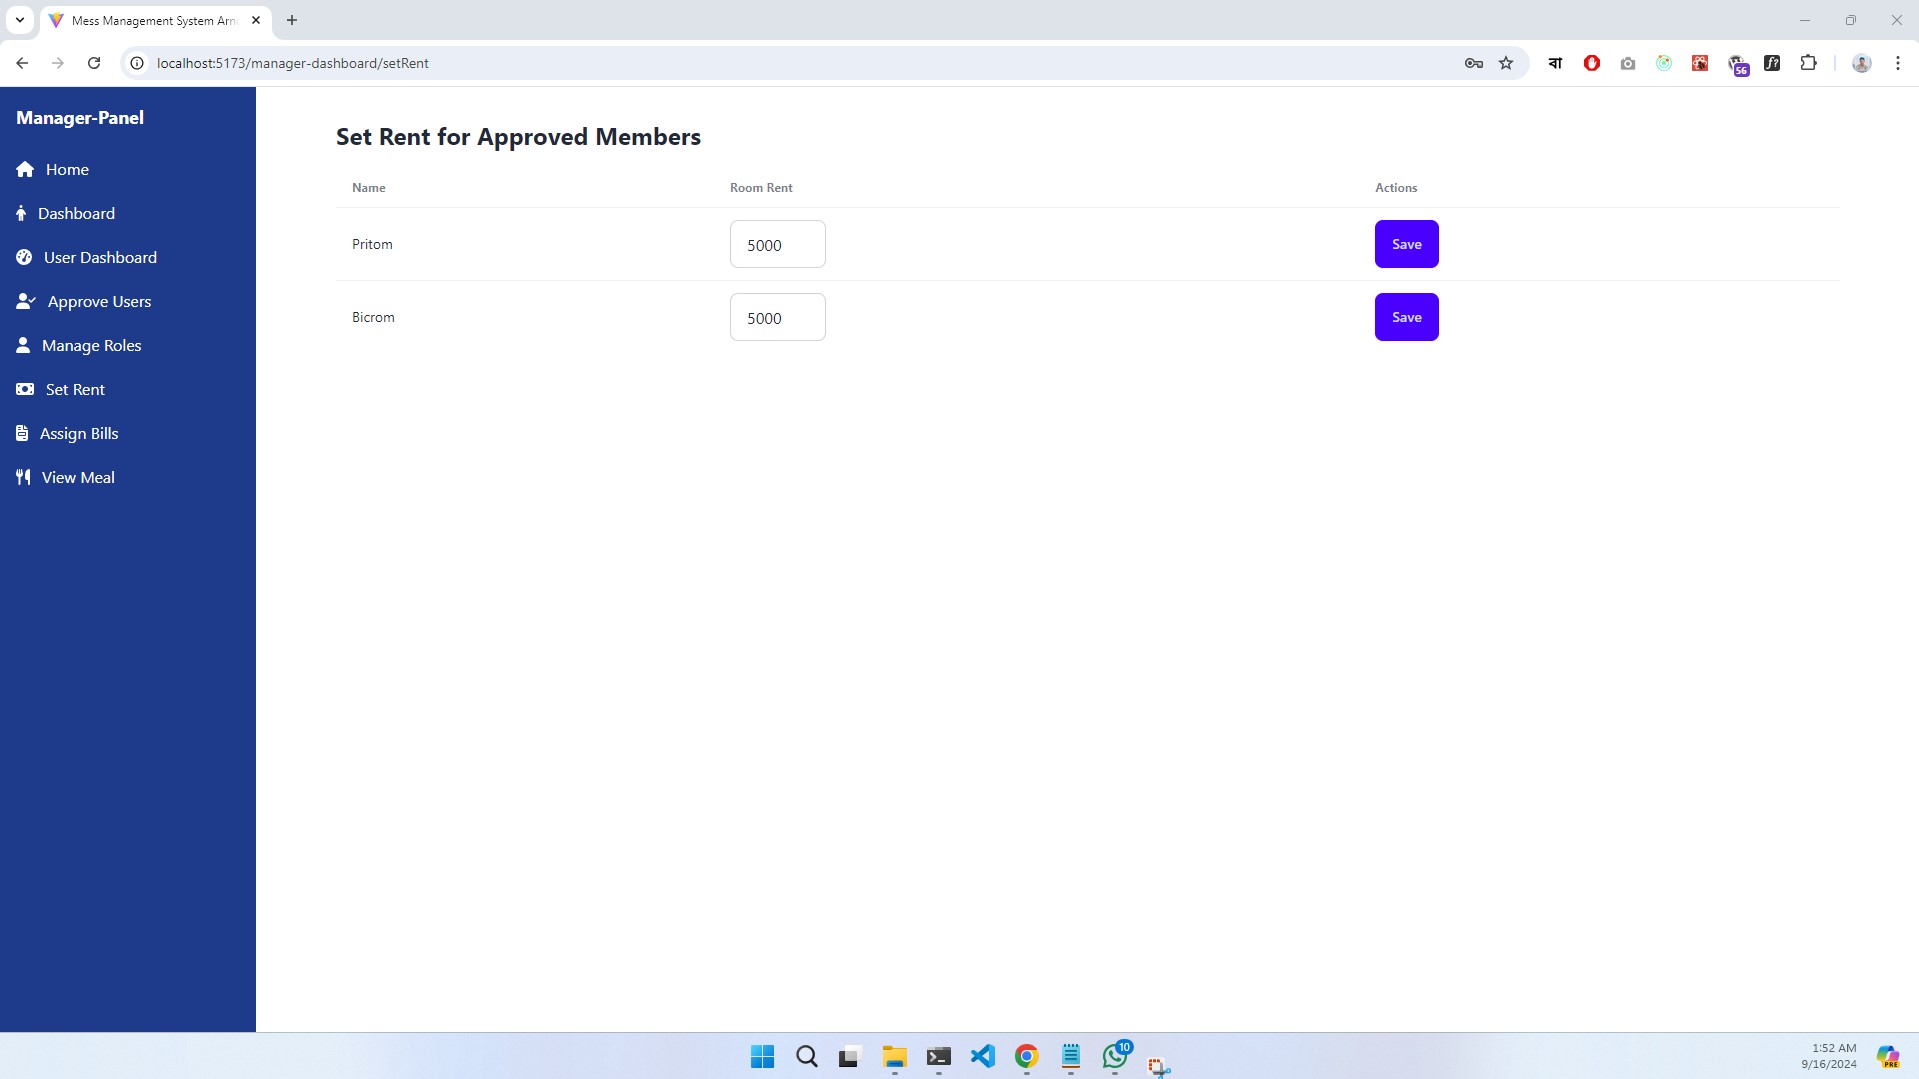 Mess Management System Arn
localhost:5173/manager-dashboard/setRent
বা
56
f?
Manager-Panel
Home
Dashboard
User Dashboard
Approve Users
Manage Roles
Set Rent
Assign Bills
View Meal
Set Rent for Approved Members
Name Room Rent Actions
Pritom 5000 Save
Bicrom 5000 Save
10
1:52 AM
9/16/2024
PRE